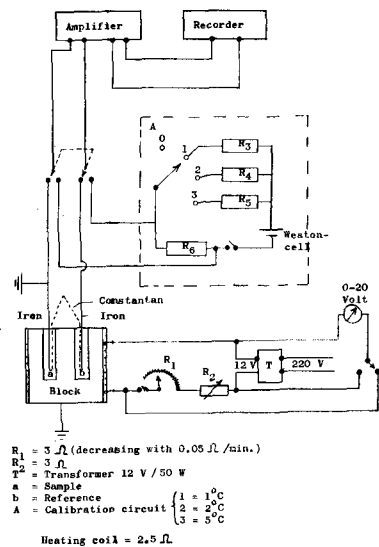 Amplifier
Recorder
A
0
1
R3
2
R4
3
R5
Weston-
cell
R6
0-20
Volt
Constantan
Iron
Iron
R1
12 V
T
220 V
R2
a
b
Block
R1 = 3 Ω (decreasing with 0.05 Ω /min.)
R2 = 3 Ω
T = Transformer 12 V / 50 W
a = Sample
b = Reference
A = Calibration circuit { 1 = 1°C
2 = 2°C
3 = 5°C
Heating coil = 2.5 Ω